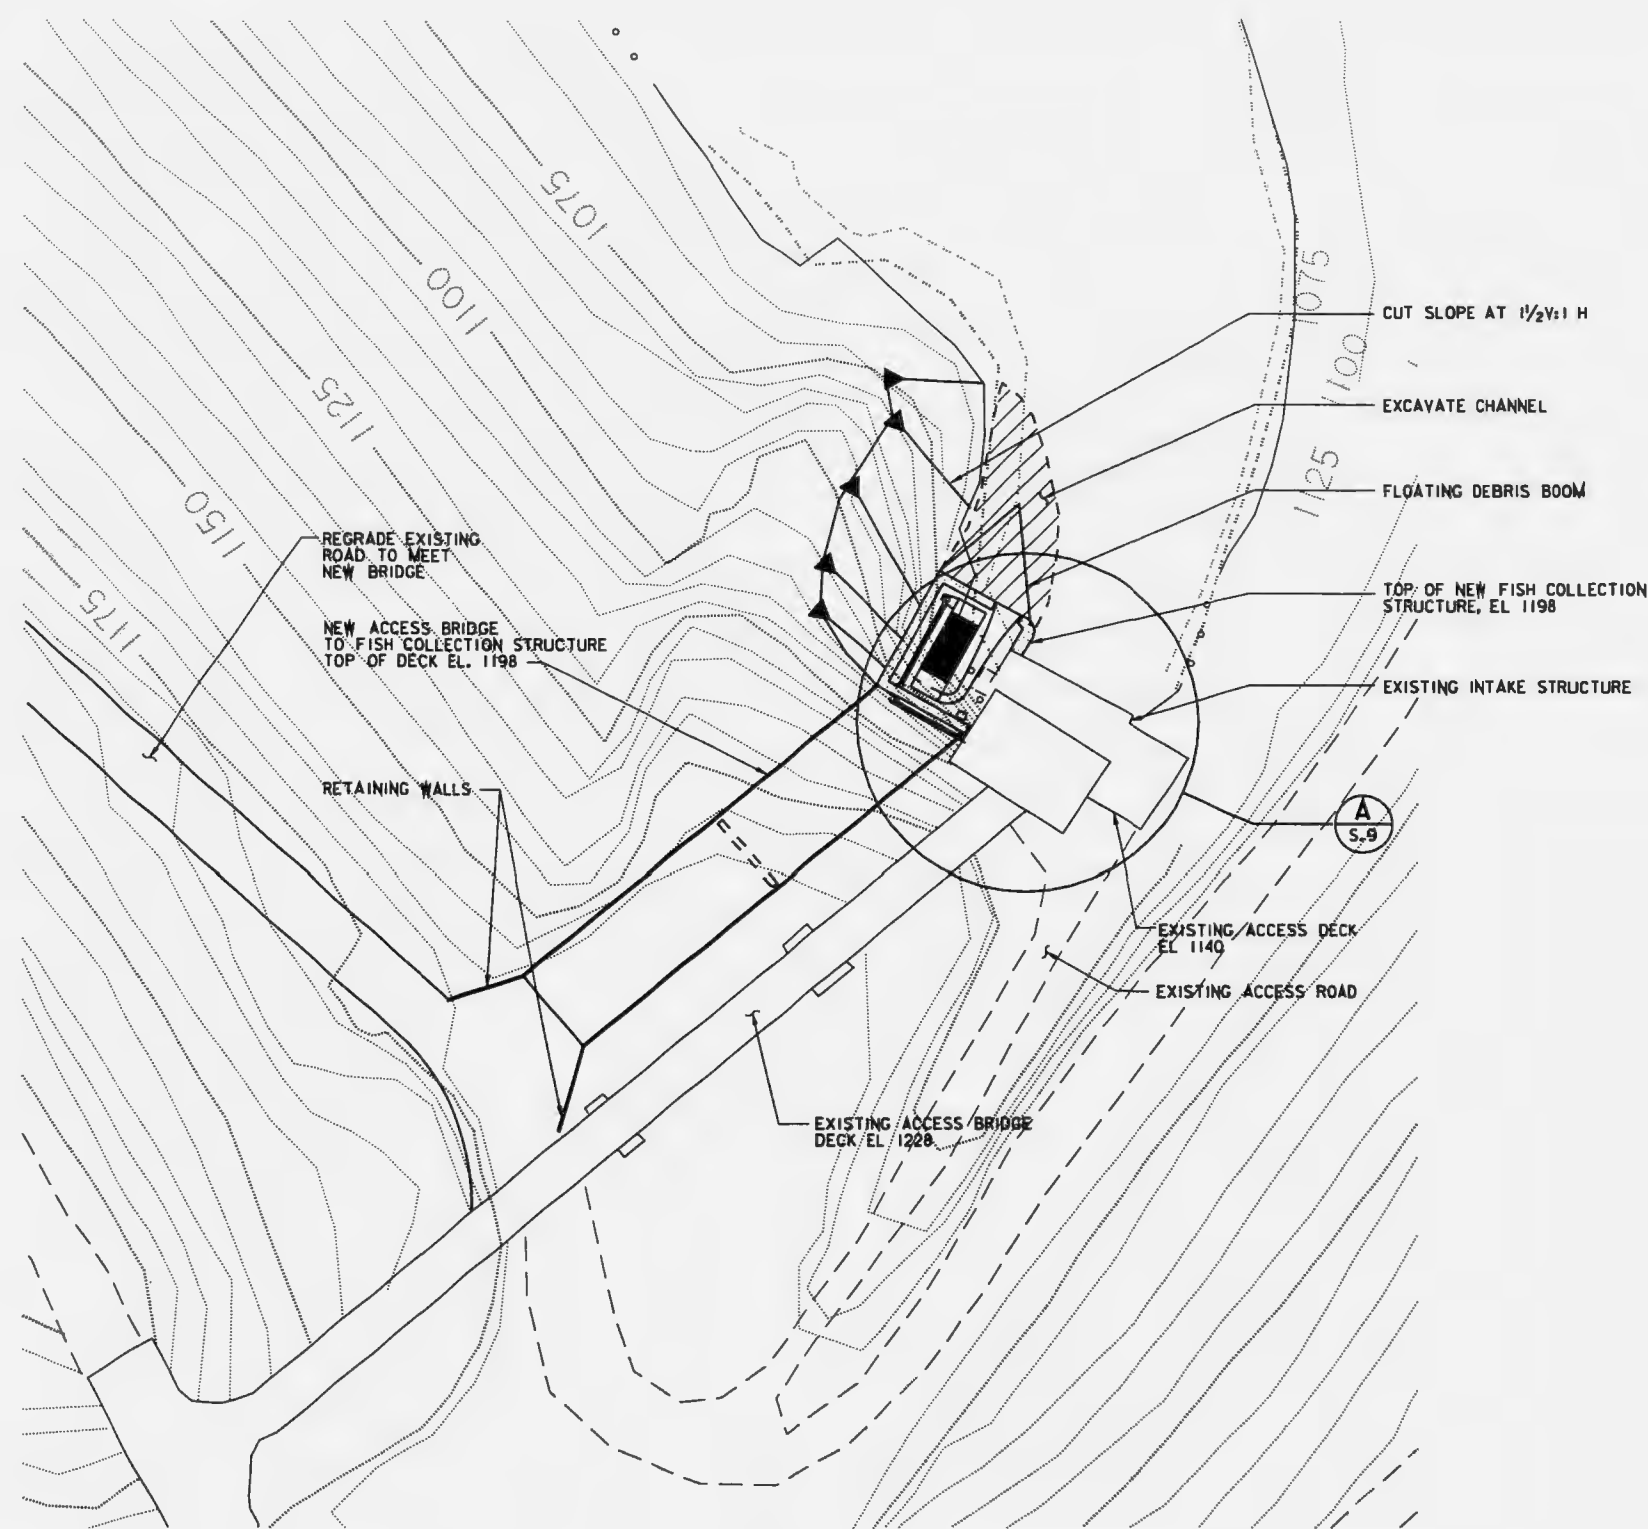 1075
1100
1125
1150
1175
1075
1100
1125
CUT SLOPE AT 1½V:1 H
EXCAVATE CHANNEL
FLOATING DEBRIS BOOM
TOP OF NEW FISH COLLECTION
STRUCTURE, EL 1198
EXISTING INTAKE STRUCTURE
REGRADE EXISTING
ROAD TO MEET
NEW BRIDGE
NEW ACCESS BRIDGE
TO FISH COLLECTION STRUCTURE
TOP OF DECK EL. 1198
RETAINING WALLS
A
S-9
EXISTING ACCESS DECK
EL 1140
EXISTING ACCESS ROAD
EXISTING ACCESS BRIDGE
DECK EL 1228